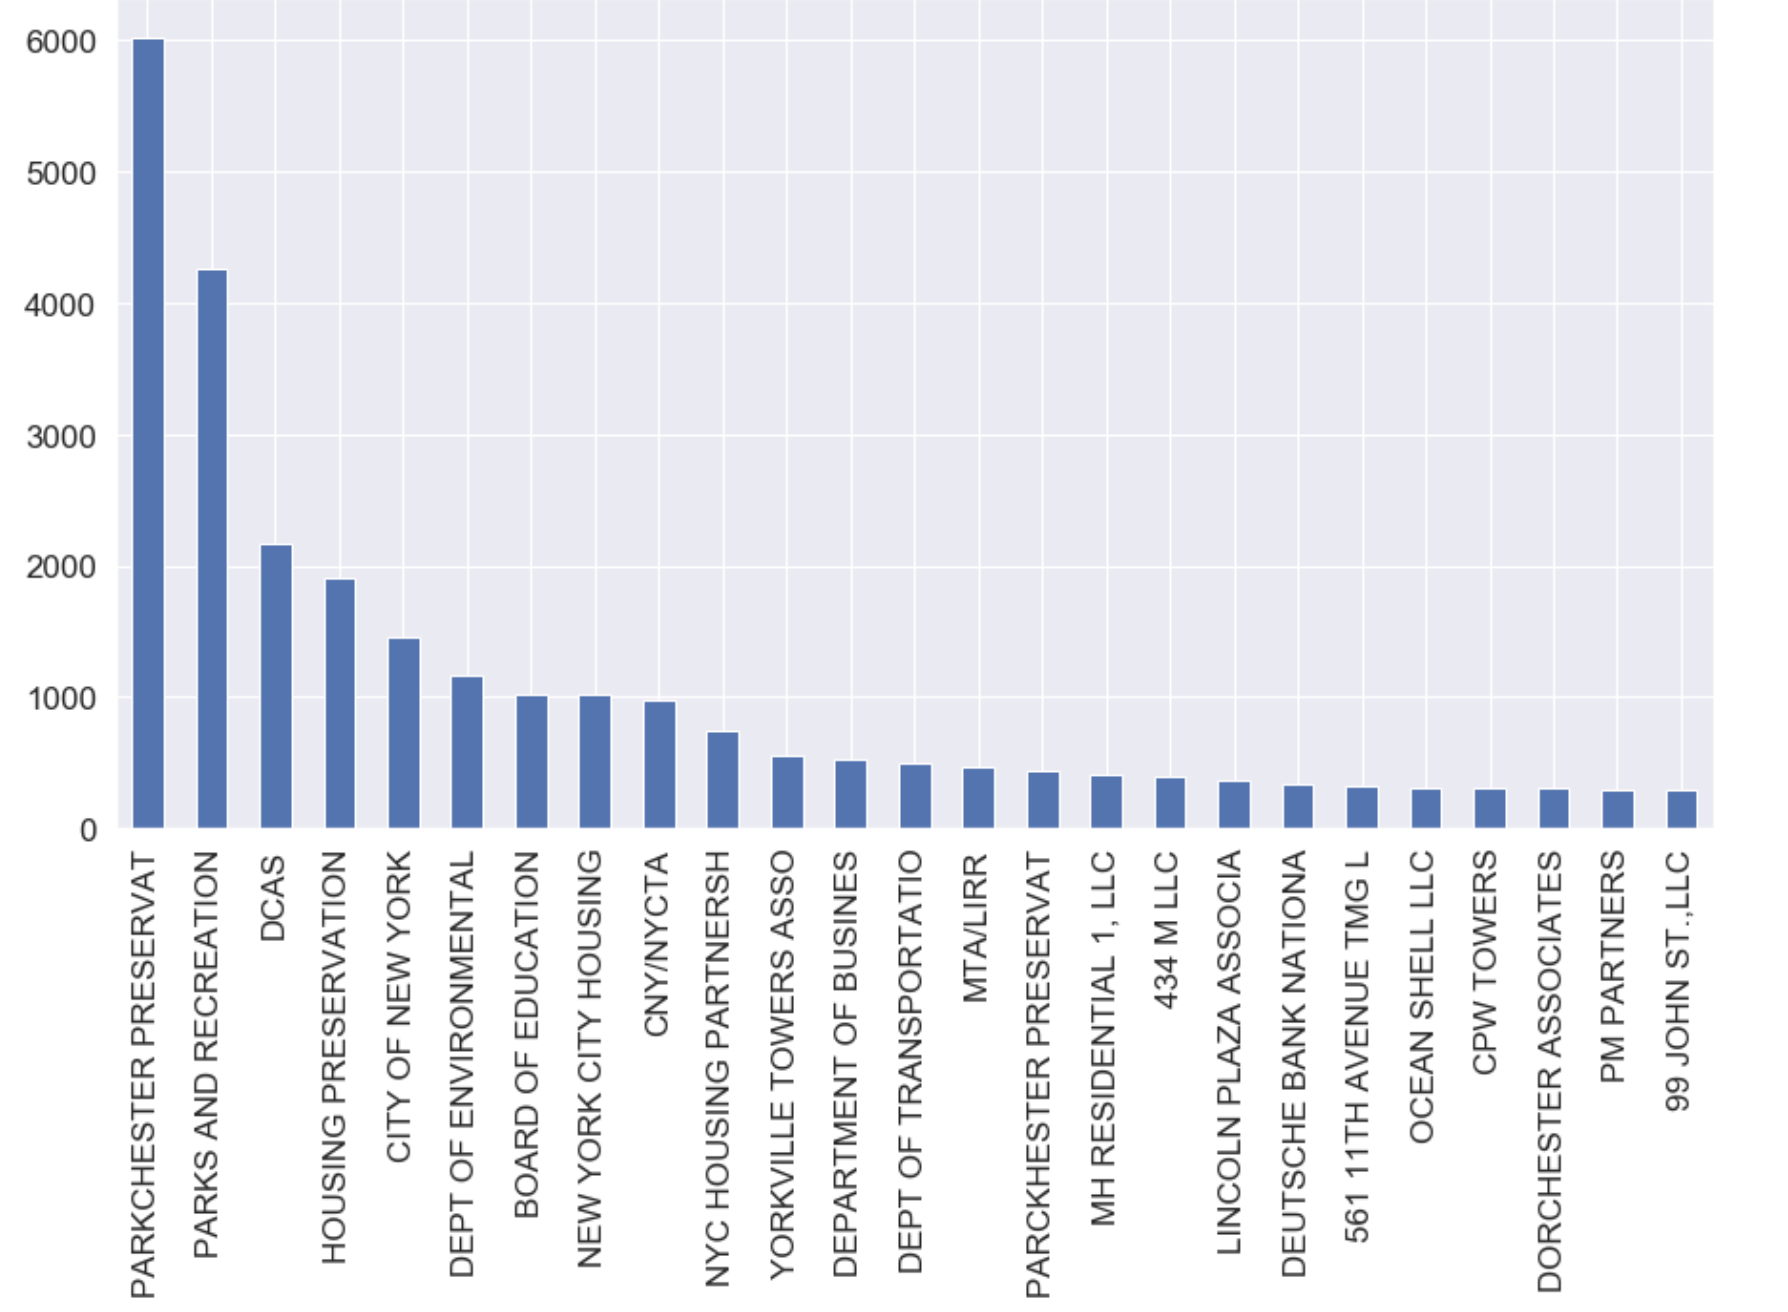 6000
5000
4000
3000
2000
1000
0
PARKCHESTER PRESERVAT
PARKS AND RECREATION
DCAS
HOUSING PRESERVATION
CITY OF NEW YORK
DEPT OF ENVIRONMENTAL
BOARD OF EDUCATION
NEW YORK CITY HOUSING
CNY/NYCTA
NYC HOUSING PARTNERSH
YORKVILLE TOWERS ASSO
DEPARTMENT OF BUSINES
DEPT OF TRANSPORTATIO
MTA/LIRR
PARCKHESTER PRESERVAT
MH RESIDENTIAL 1, LLC
434 M LLC
LINCOLN PLAZA ASSOCIA
DEUTSCHE BANK NATIONA
561 11TH AVENUE TMG L
OCEAN SHELL LLC
CPW TOWERS
DORCHESTER ASSOCIATES
PM PARTNERS
99 JOHN ST.,LLC